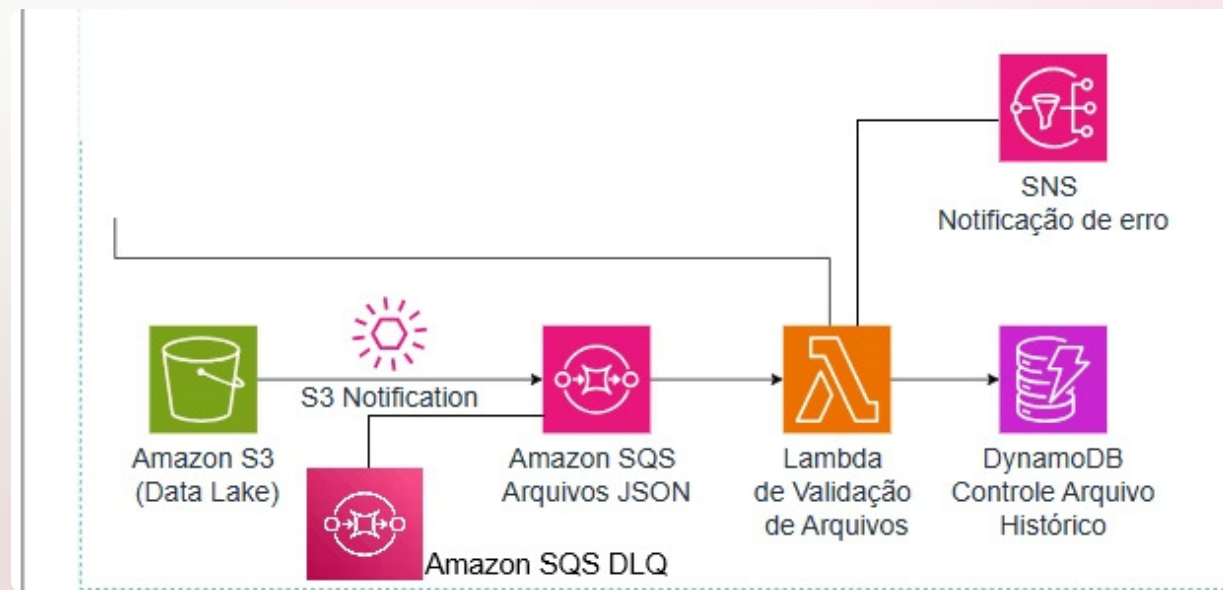 SNS
Notificação de erro
S3 Notification
Amazon S3
(Data Lake)
Amazon SQS
Arquivos JSON
Lambda
de Validação
de Arquivos
DynamoDB
Controle Arquivo
Histórico
Amazon SQS DLQ